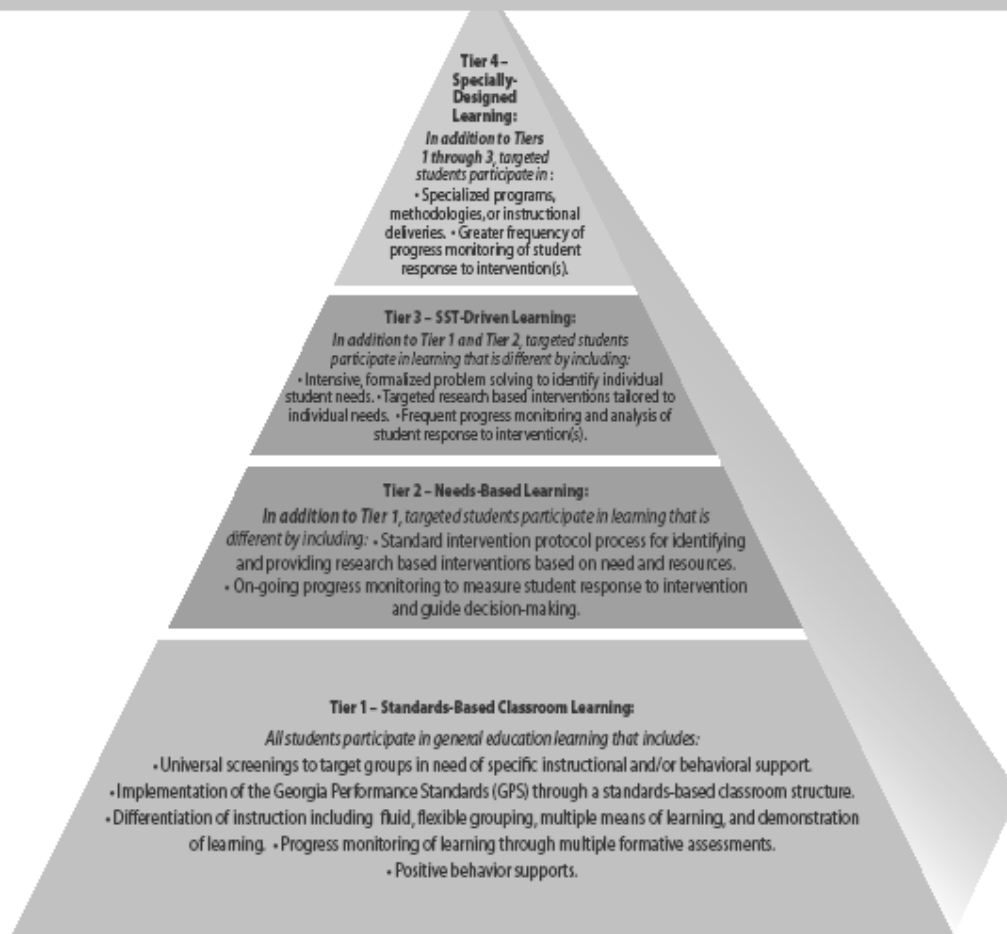 Tier 4 –
Specially-
Designed
Learning:
In addition to Tiers
1 through 3, targeted
students participate in :
• Specialized programs,
methodologies, or instructional
deliveries. • Greater frequency of
progress monitoring of student
response to intervention(s).
Tier 3 – SST-Driven Learning:
In addition to Tier 1 and Tier 2, targeted students
participate in learning that is different by including:
• Intensive, formalized problem solving to identify individual
student needs. • Targeted research based interventions tailored to
individual needs. • Frequent progress monitoring and analysis of
student response to intervention(s).
Tier 2 – Needs-Based Learning:
In addition to Tier 1, targeted students participate in learning that is
different by including: • Standard intervention protocol process for identifying
and providing research based interventions based on need and resources.
• On-going progress monitoring to measure student response to intervention
and guide decision-making.
Tier 1 – Standards-Based Classroom Learning:
All students participate in general education learning that includes:
• Universal screenings to target groups in need of specific instructional and/or behavioral support.
• Implementation of the Georgia Performance Standards (GPS) through a standards-based classroom structure.
• Differentiation of instruction including fluid, flexible grouping, multiple means of learning, and demonstration
of learning. • Progress monitoring of learning through multiple formative assessments.
• Positive behavior supports.